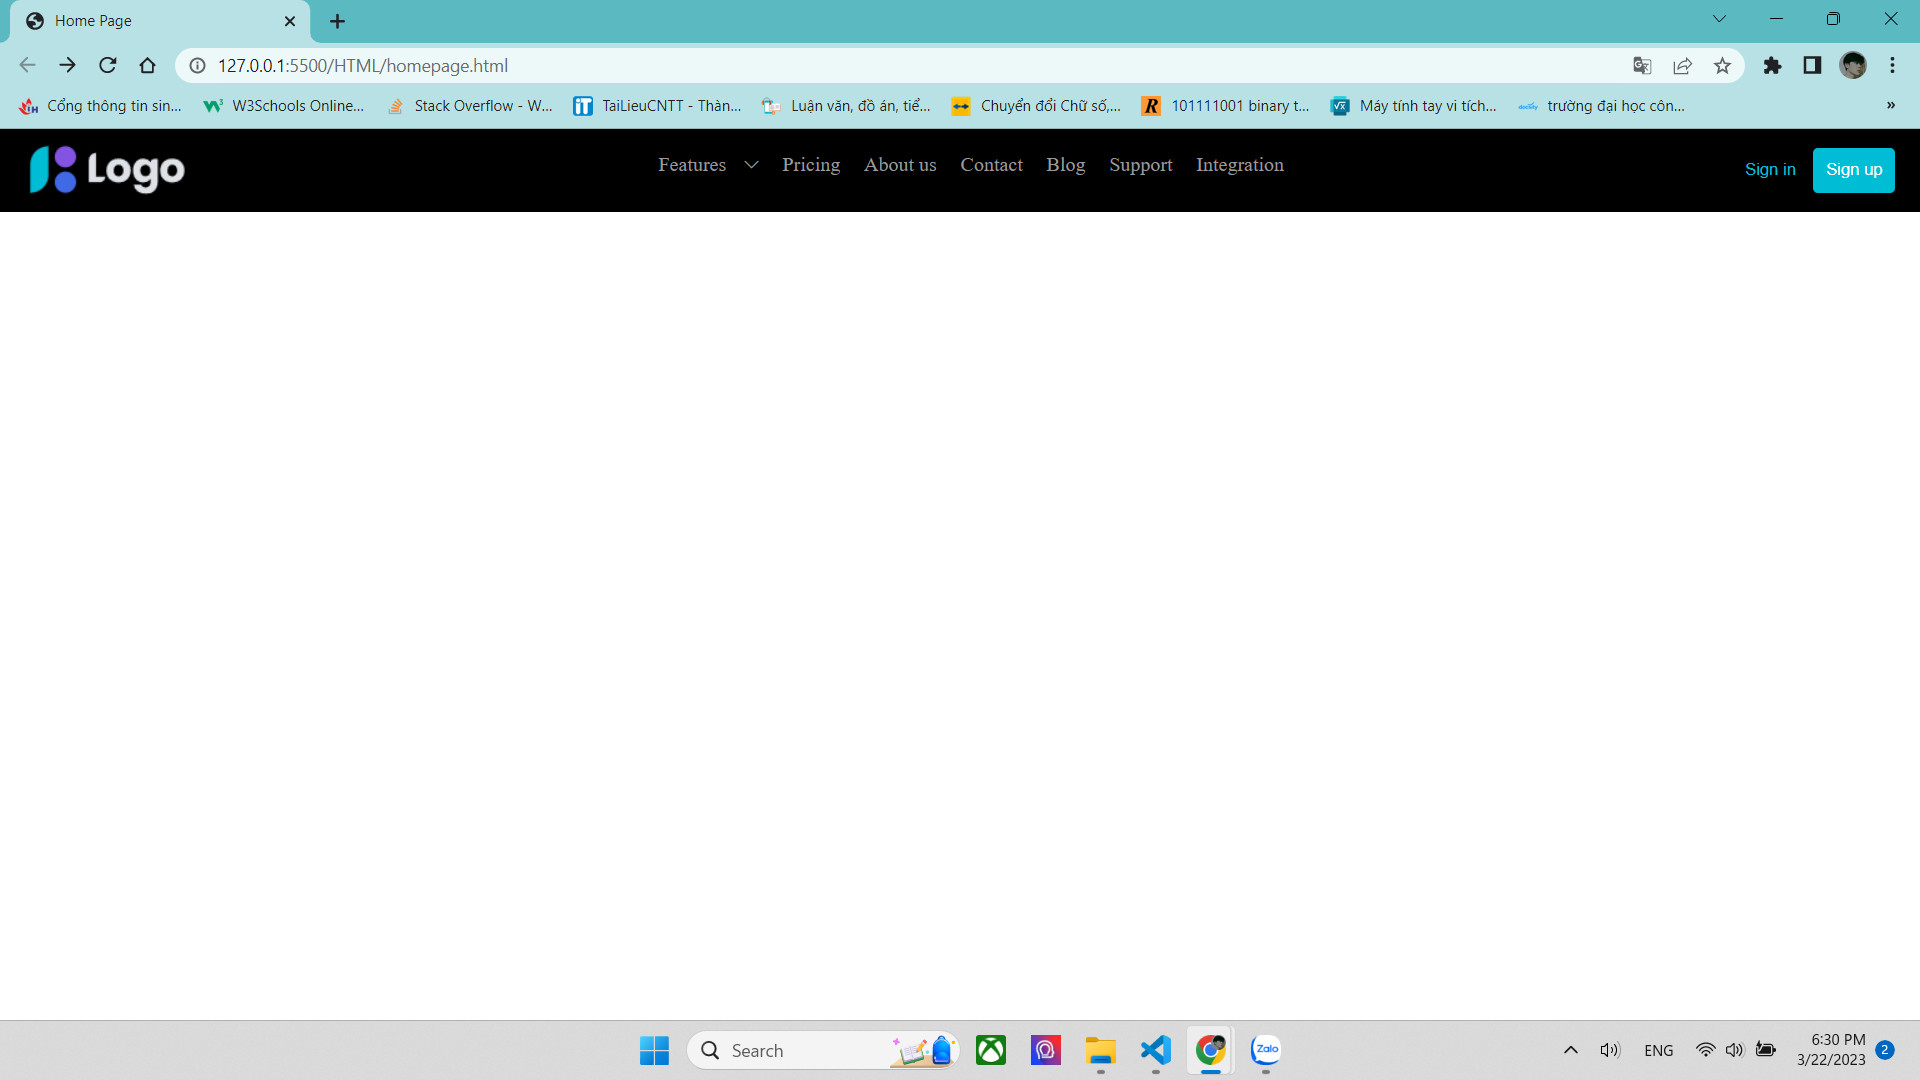 Home Page
127.0.0.1:5500/HTML/homepage.html
Cổng thông tin sin... W3Schools Online... Stack Overflow - W... TaiLieuCNTT - Thàn... Luận văn, đồ án, tiể... Chuyển đổi Chữ số,... 101111001 binary t... Máy tính tay vi tích... trường đại học côn... »
Logo Features Pricing About us Contact Blog Support Integration Sign in Sign up
Search Zalo ENG 6:30 PM 2
3/22/2023